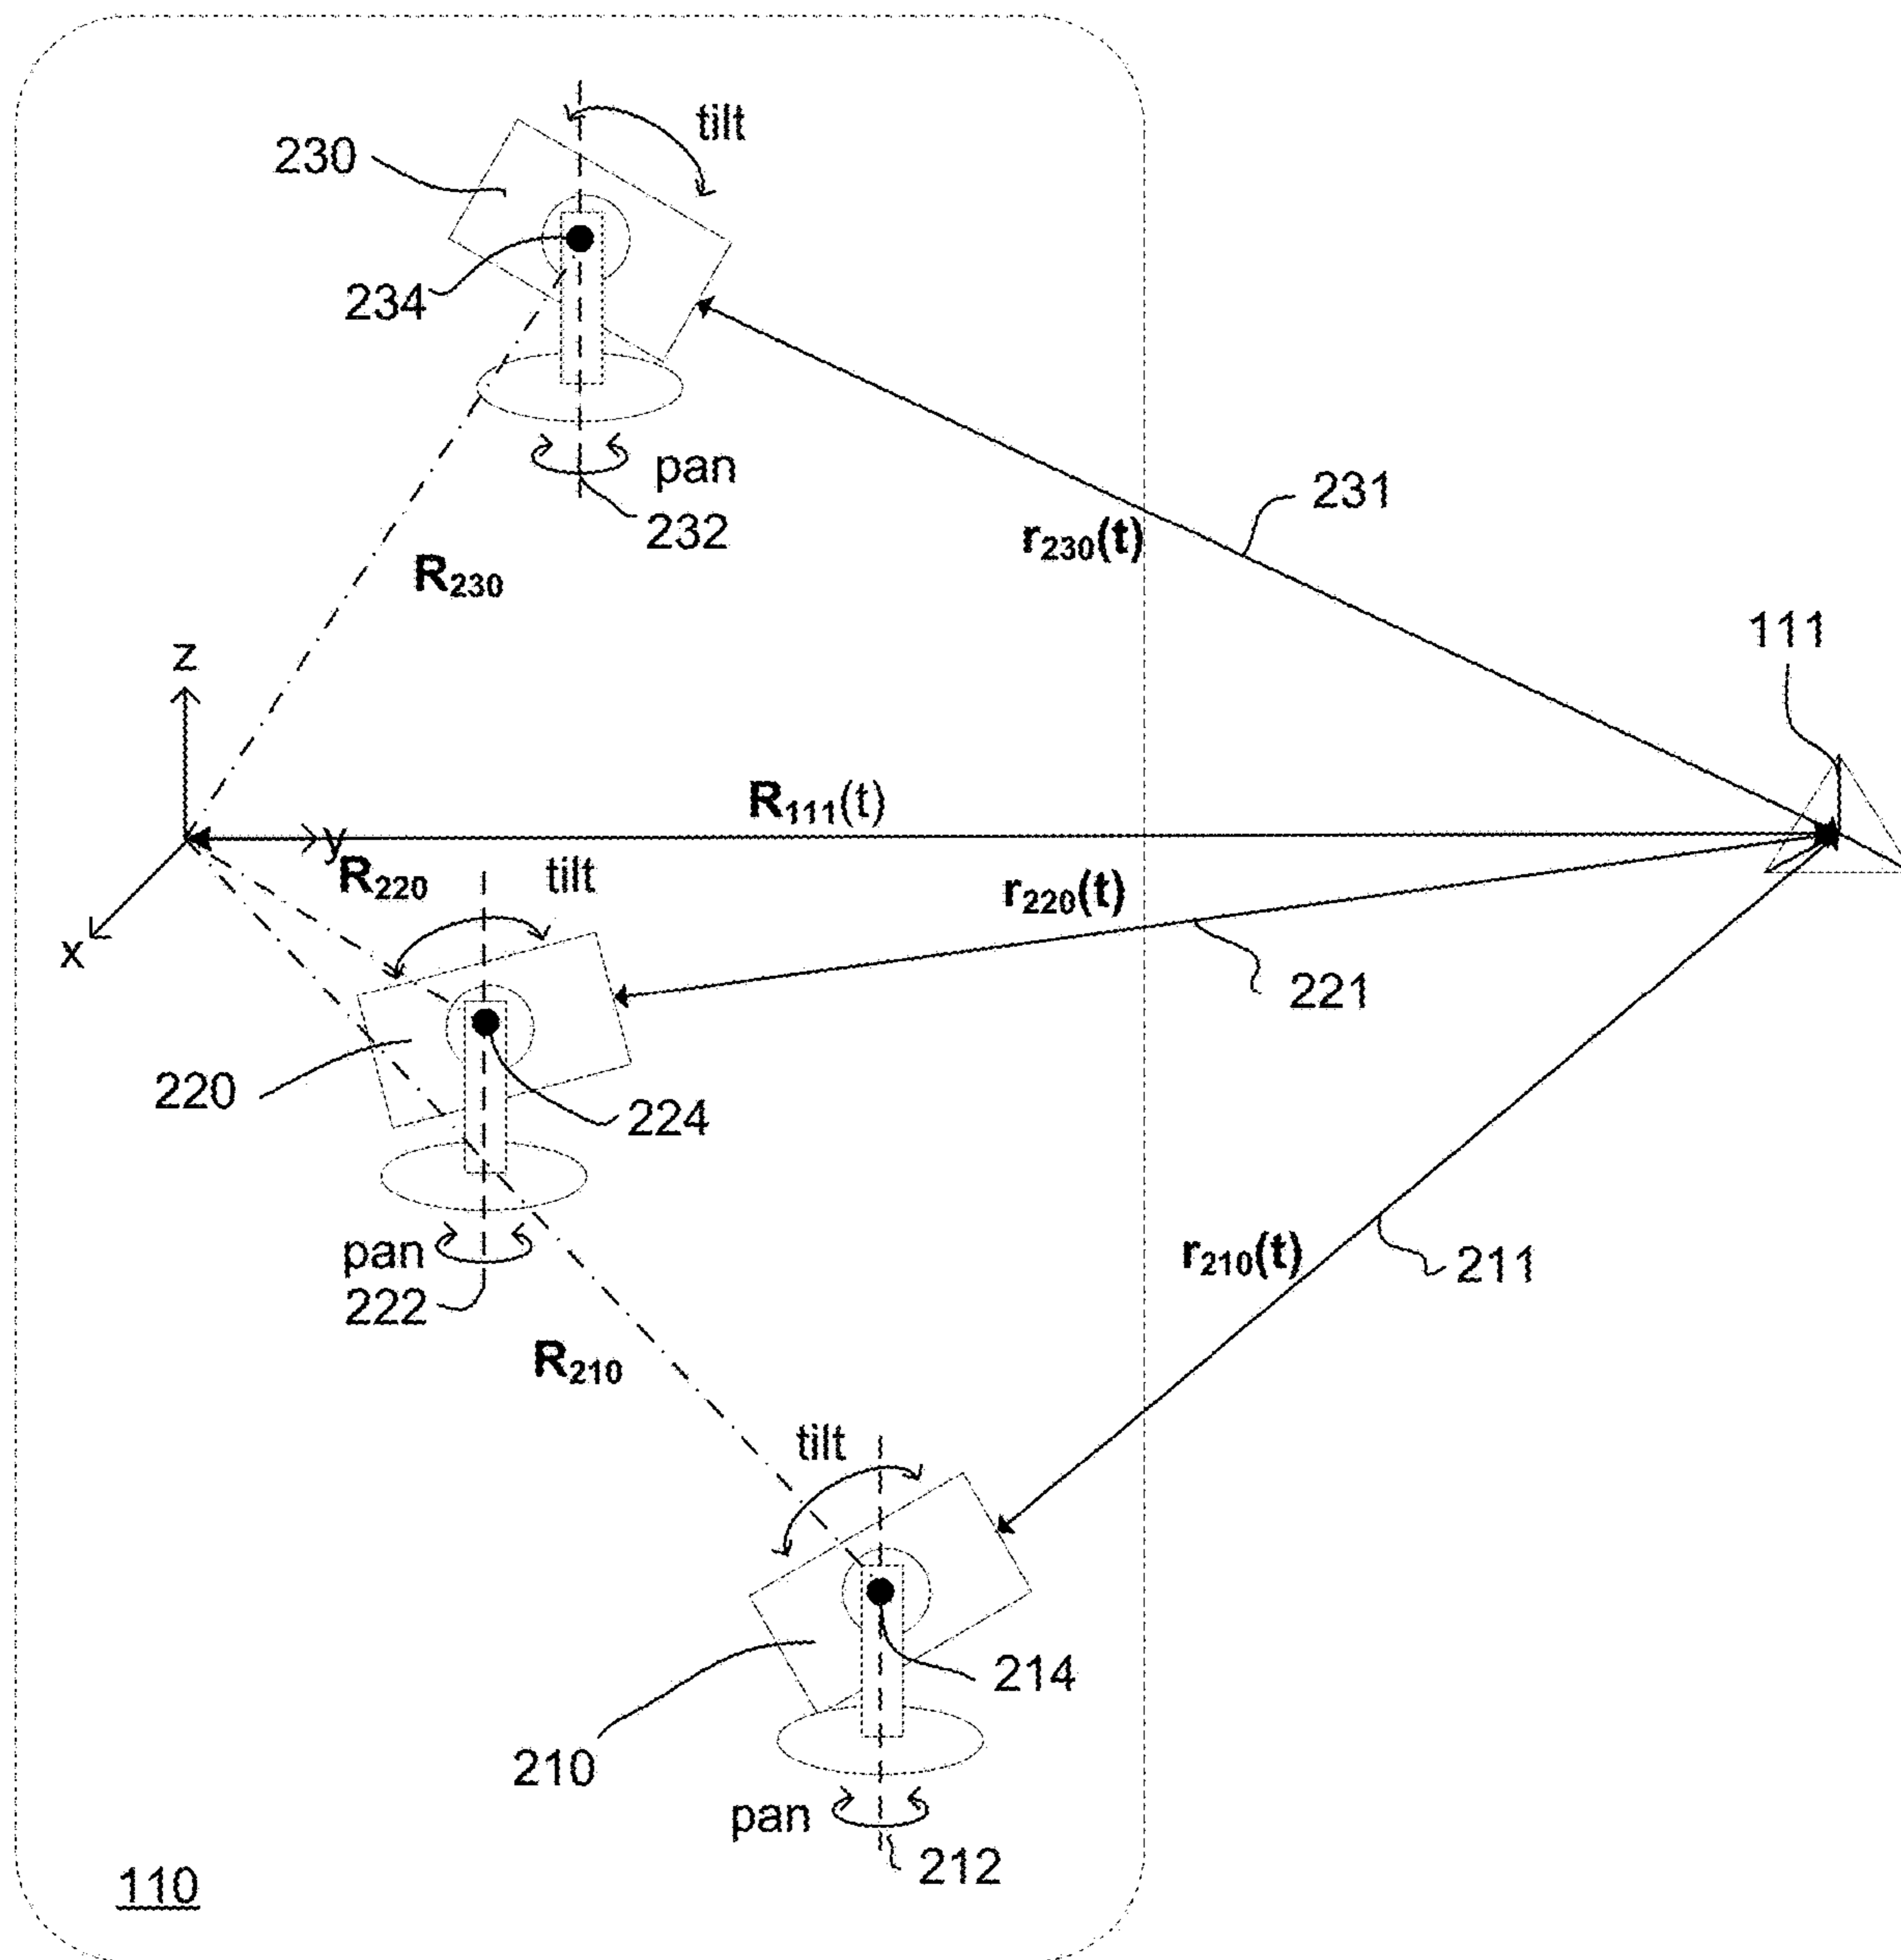 tilt
230
234
pan
232
231
r230(t)
R230
111
z
R111(t)
y
R220
tilt
r220(t)
x
221
220
224
pan
222
r210(t)
211
R210
tilt
214
210
pan
212
110